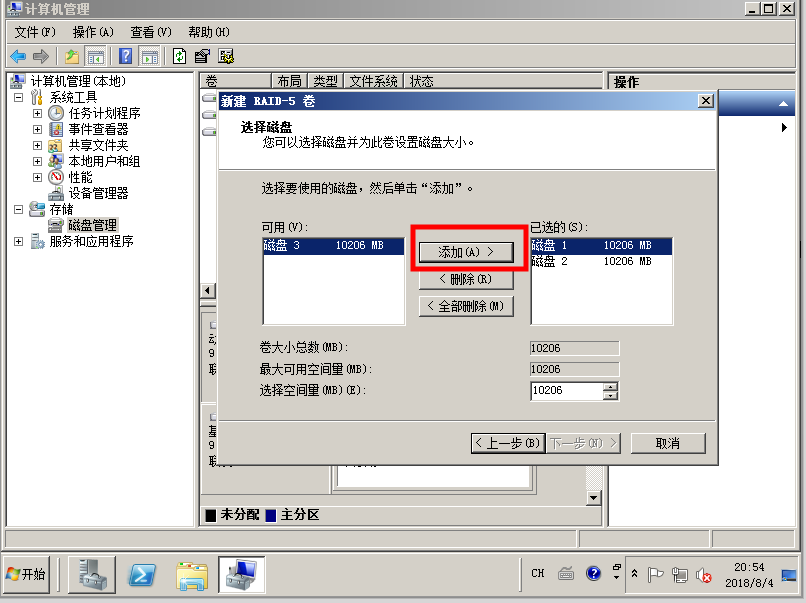 计算机管理
文件(F) 操作(A) 查看(V) 帮助(H)
计算机管理(本地)
系统工具
任务计划程序
事件查看器
共享文件夹
本地用户和组
性能
设备管理器
存储
磁盘管理
服务和应用程序
卷 布局 类型 文件系统 状态
操作
新建 RAID-5 卷
选择磁盘
您可以选择磁盘并为此卷设置磁盘大小。
选择要使用的磁盘，然后单击“添加”。
可用(V):
已选的(S):
磁盘 3 10206 MB
添加(A) >
磁盘 1 10206 MB
磁盘 2 10206 MB
< 删除(R)
< 全部删除(M)
卷大小总数(MB): 10206
最大可用空间量(MB): 10206
选择空间量(MB)(E): 10206
< 上一步(B) 下一步(N) > 取消
未分配 主分区
开始
CH
20:54
2018/8/4